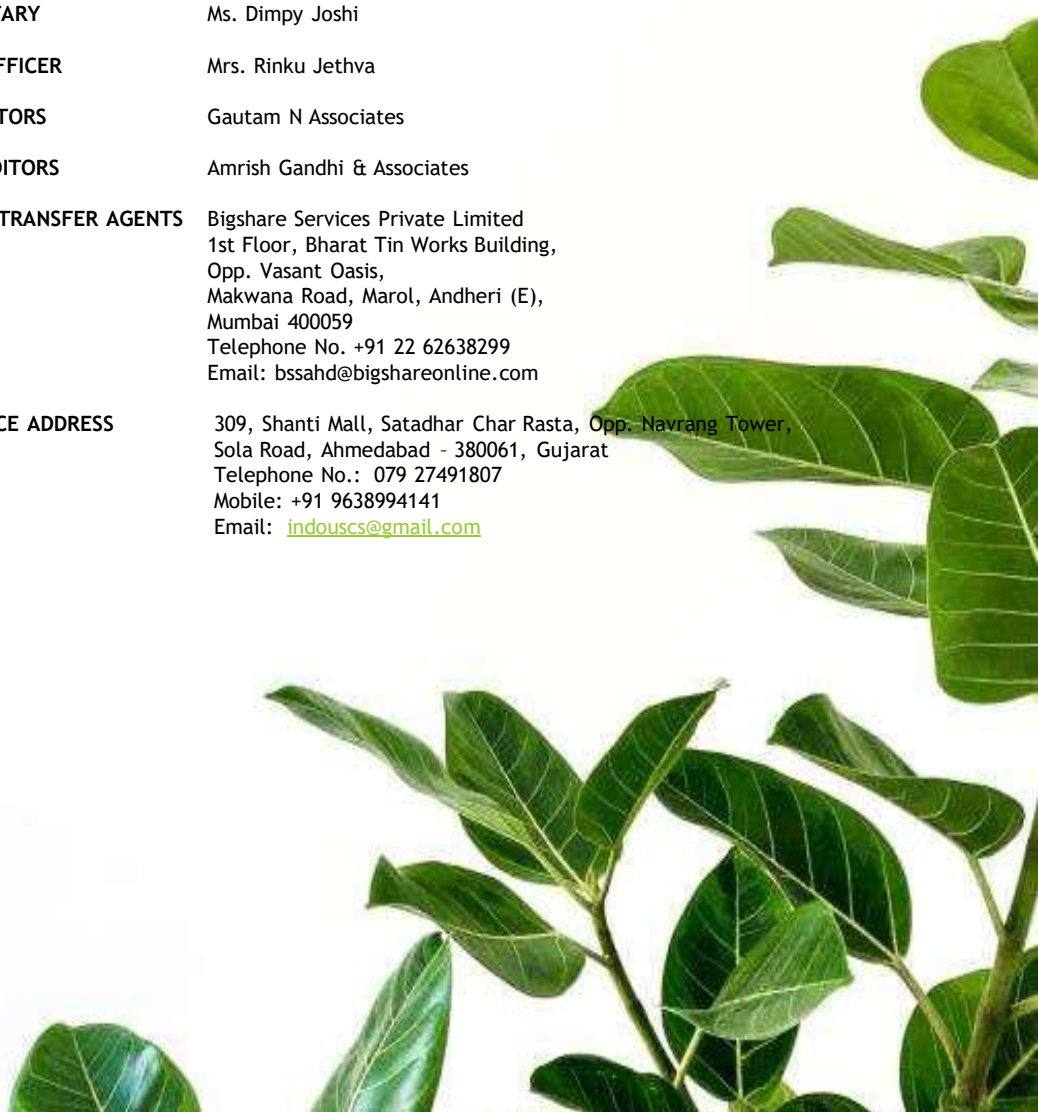 TARY Ms. Dimpy Joshi
FFICER Mrs. Rinku Jethva
TORS Gautam N Associates
DITORS Amrish Gandhi & Associates
TRANSFER AGENTS Bigshare Services Private Limited
1st Floor, Bharat Tin Works Building,
Opp. Vasant Oasis,
Makwana Road, Marol, Andheri (E),
Mumbai 400059
Telephone No. +91 22 62638299
Email: bssahd@bigshareonline.com
CE ADDRESS 309, Shanti Mall, Satadhar Char Rasta, Opp. Navrang Tower,
Sola Road, Ahmedabad – 380061, Gujarat
Telephone No.: 079 27491807
Mobile: +91 9638994141
Email: indouscs@gmail.com